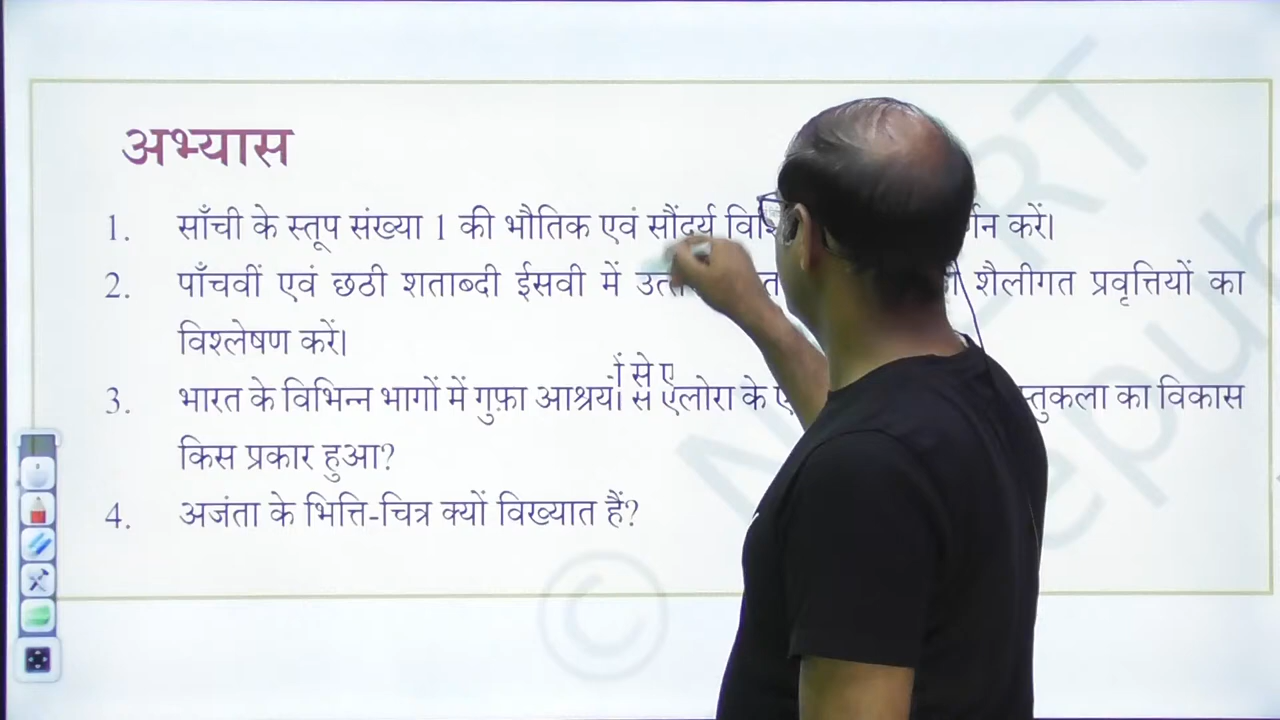 अभ्यास
1. साँची के स्तूप संख्या 1 की भौतिक एवं सौंदर्य करें।
2. पाँचवीं एवं छठी शताब्दी ईसवी में शैलीगत प्रवृत्तियों का
विश्लेषण करें।
ों से ए
3. भारत के विभिन्न भागों में गुफ़ा आश्रयों से एलोरा के का विकास
किस प्रकार हुआ?
4. अजंता के भित्ति-चित्र क्यों विख्यात हैं?
©